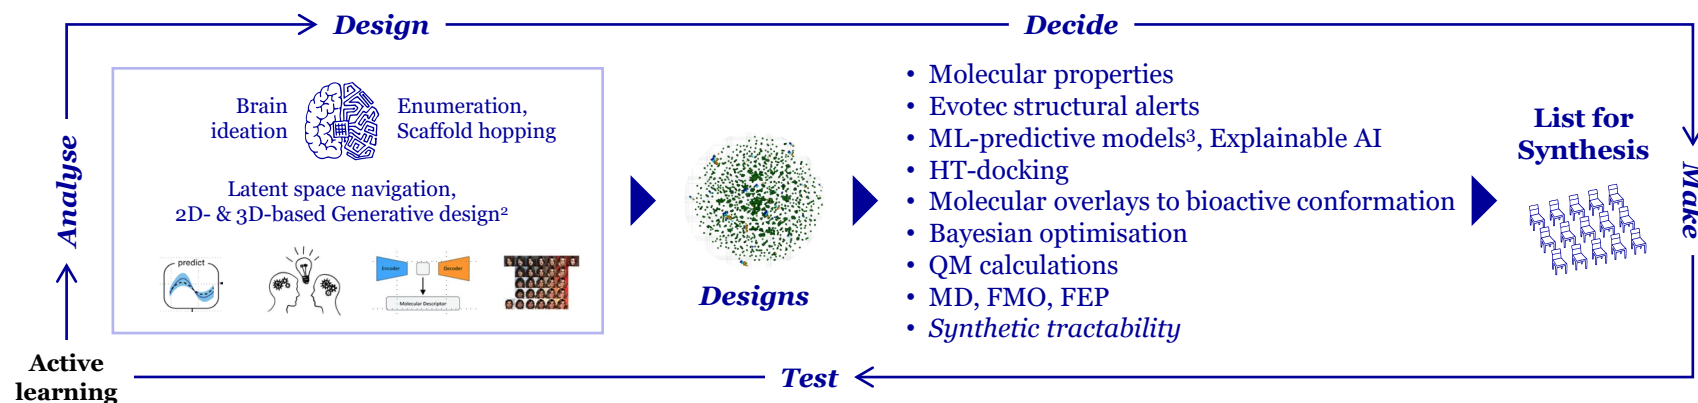 Design
Decide
Analyse
Brain
ideation
Enumeration,
Scaffold hopping
Latent space navigation,
2D- & 3D-based Generative design²
predict
Encoder
Decoder
Molecular Descriptor
Designs
• Molecular properties
• Evotec structural alerts
• ML-predictive models³, Explainable AI
• HT-docking
• Molecular overlays to bioactive conformation
• Bayesian optimisation
• QM calculations
• MD, FMO, FEP
• Synthetic tractability
List for
Synthesis
Make
Test
Active
learning